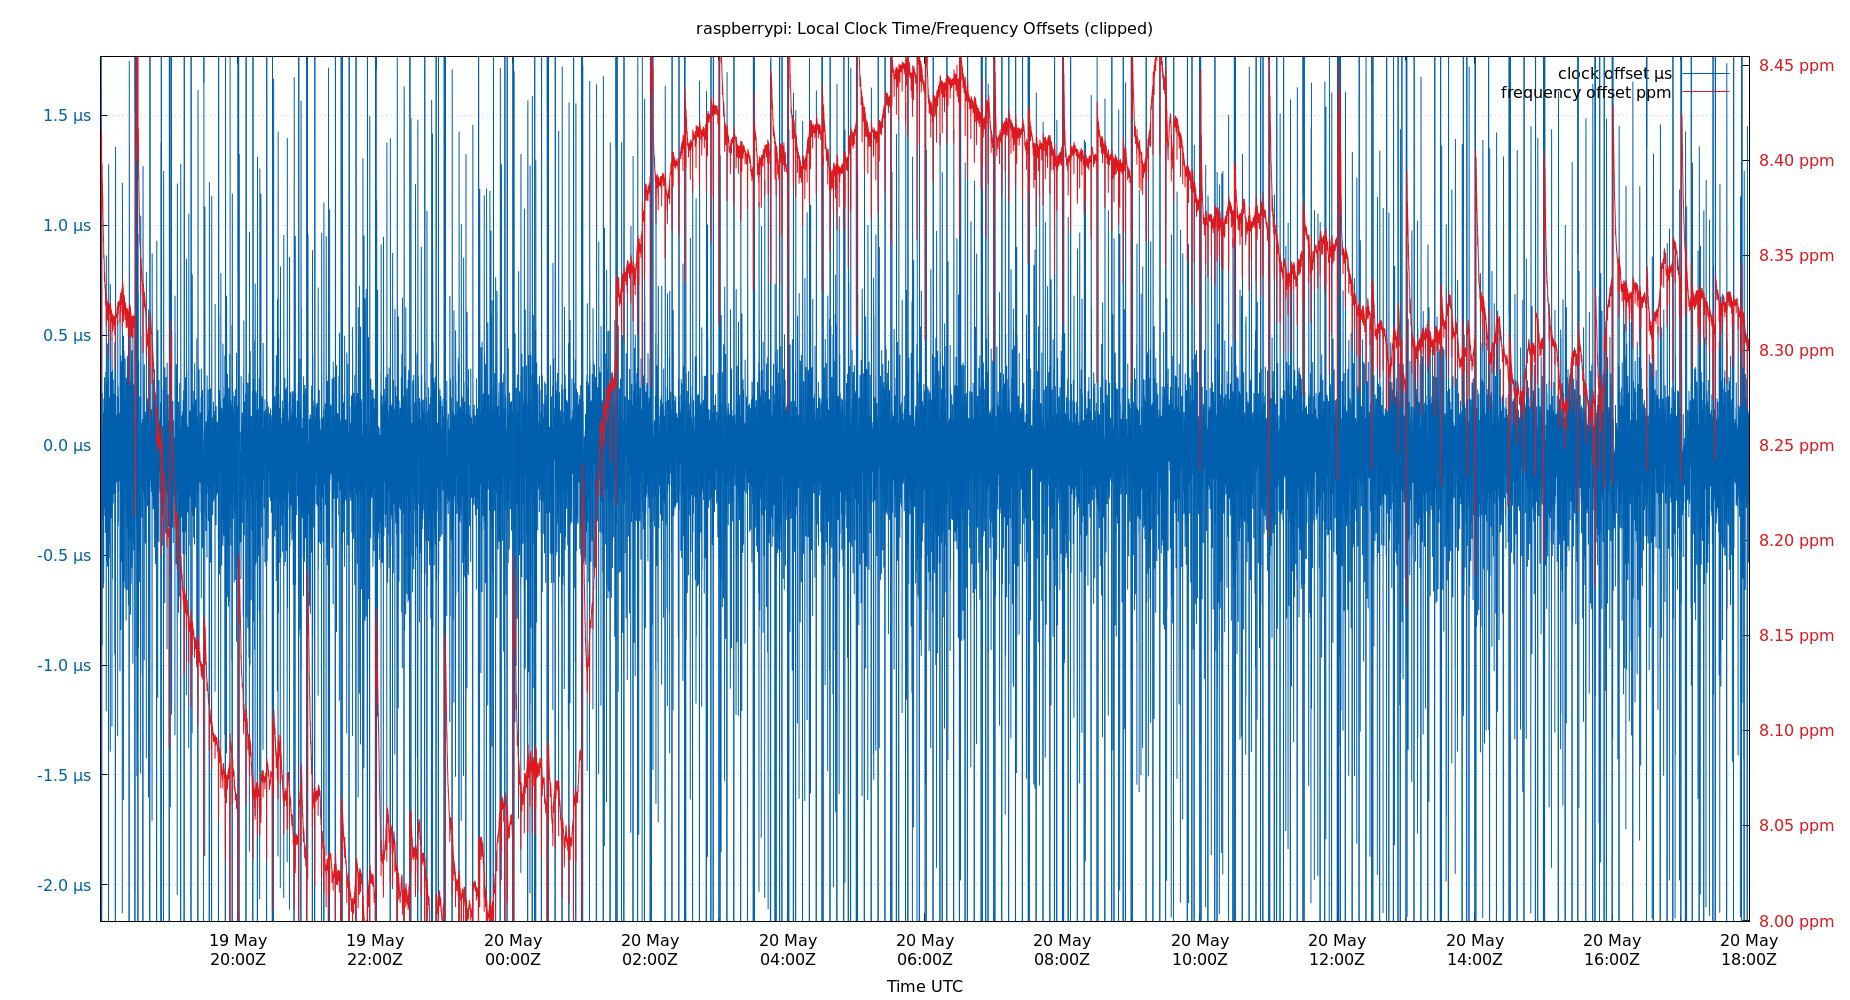 raspberrypi: Local Clock Time/Frequency Offsets (clipped)
clock offset µs
frequency offset ppm
1.5 µs
1.0 µs
0.5 µs
0.0 µs
-0.5 µs
-1.0 µs
-1.5 µs
-2.0 µs
8.45 ppm
8.40 ppm
8.35 ppm
8.30 ppm
8.25 ppm
8.20 ppm
8.15 ppm
8.10 ppm
8.05 ppm
8.00 ppm
19 May
20:00Z
19 May
22:00Z
20 May
00:00Z
20 May
02:00Z
20 May
04:00Z
20 May
06:00Z
20 May
08:00Z
20 May
10:00Z
20 May
12:00Z
20 May
14:00Z
20 May
16:00Z
20 May
18:00Z
Time UTC